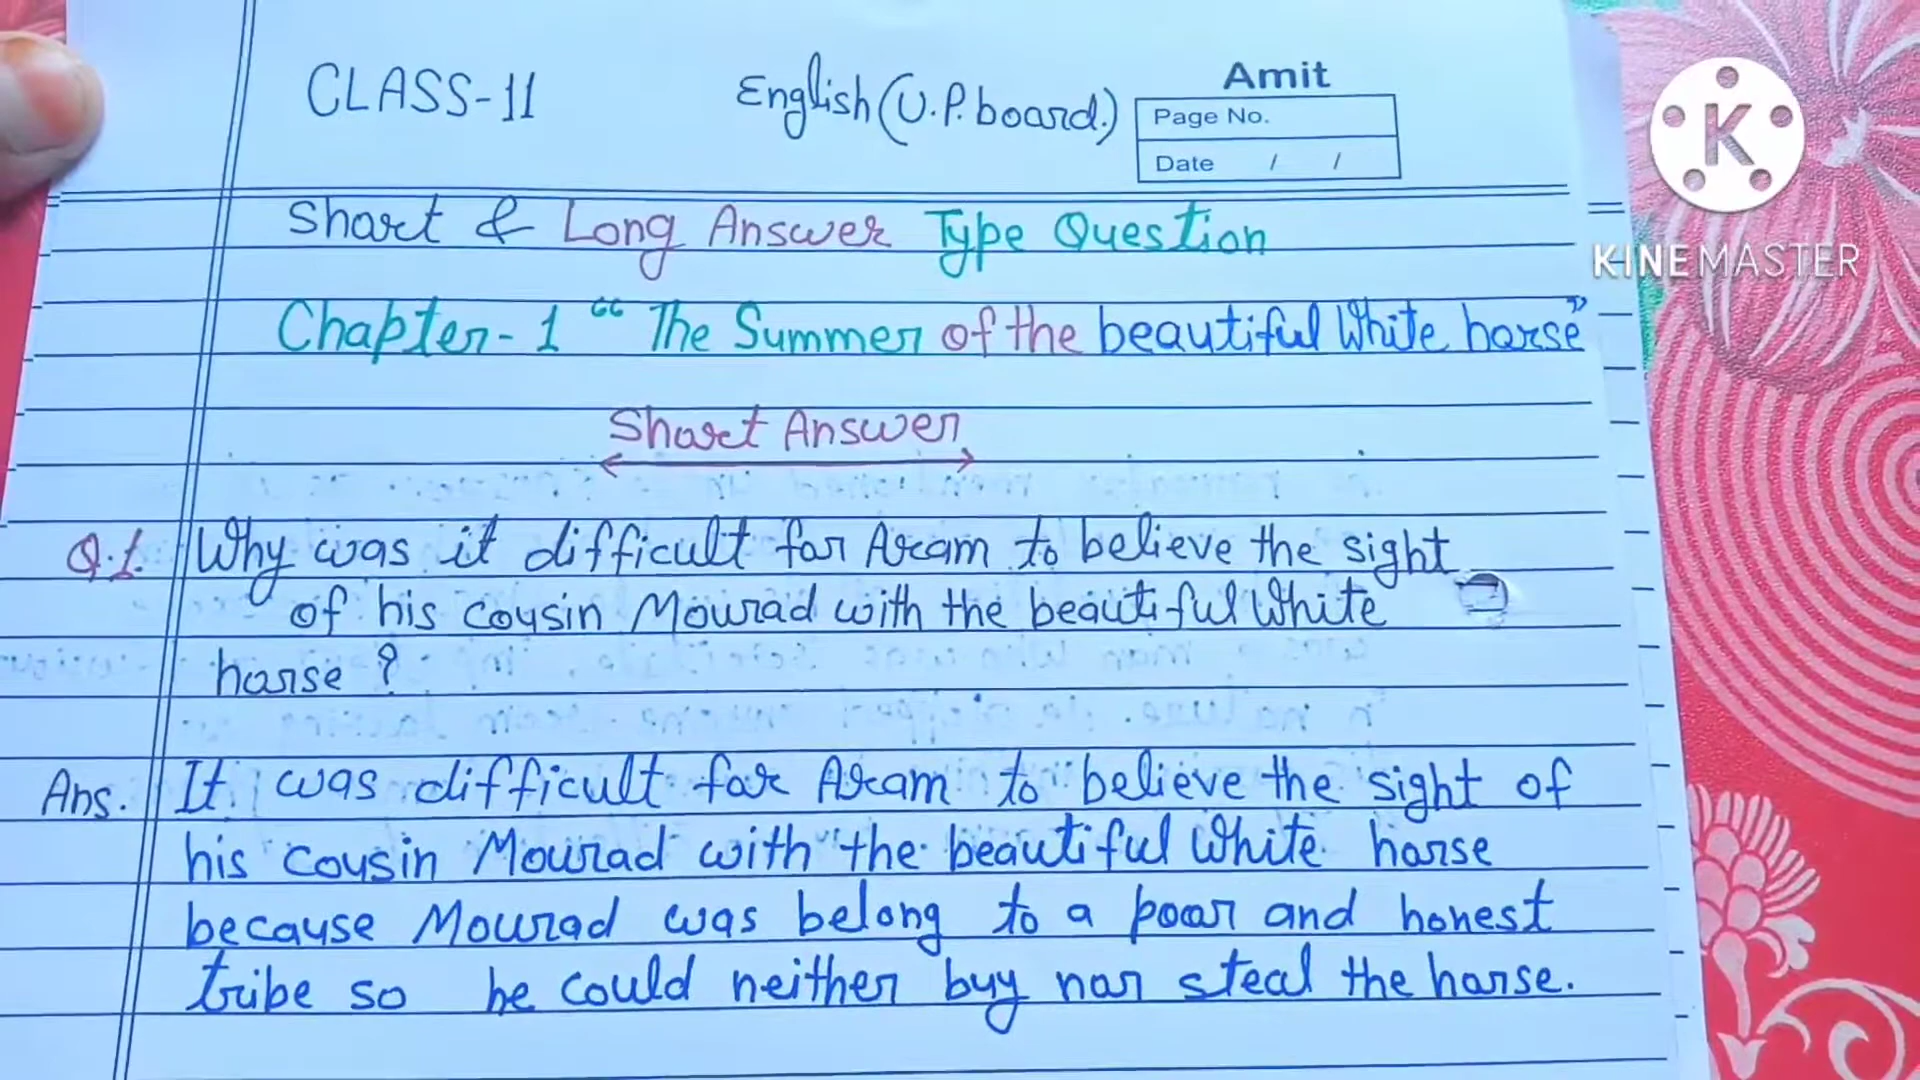 CLASS-11 English (U.P. board.) Amit
Page No.
Date / /
K
KINEMASTER
Short & Long Answer Type Question
Chapter-1 "The Summer of the beautiful White horse"
Short Answer
Q.1. Why was it difficult for Aram to believe the sight
of his cousin Mourad with the beautiful White
horse?
Ans. It was difficult for Aram to believe the sight of
his cousin Mourad with the beautiful White horse
because Mourad was belong to a poor and honest
tribe so he could neither buy nor steal the horse.